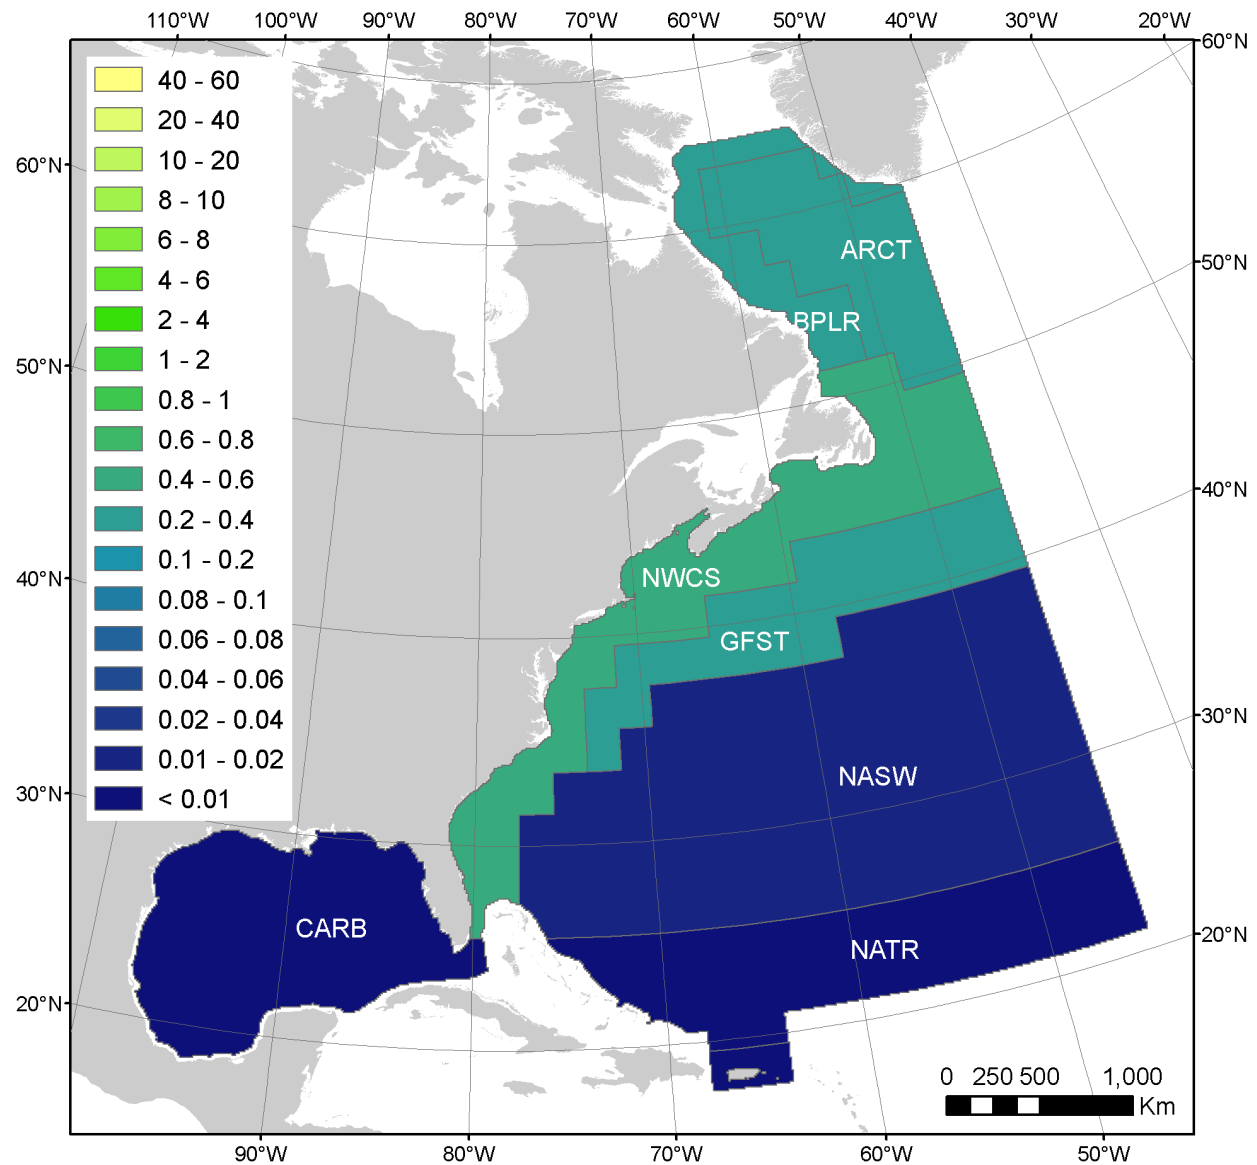 110°W 100°W 90°W 80°W 70°W 60°W 50°W 40°W 30°W 20°W
60°N
40 - 60
20 - 40
10 - 20
60°N
8 - 10
6 - 8
ARCT
50°N
4 - 6
2 - 4
BPLR
1 - 2
50°N
0.8 - 1
0.6 - 0.8
0.4 - 0.6
40°N
0.2 - 0.4
0.1 - 0.2
40°N
NWCS
0.08 - 0.1
0.06 - 0.08
GFST
0.04 - 0.06
0.02 - 0.04
30°N
0.01 - 0.02
NASW
30°N
< 0.01
CARB
20°N
NATR
20°N
0 250 500 1,000
Km
90°W 80°W 70°W 60°W 50°W